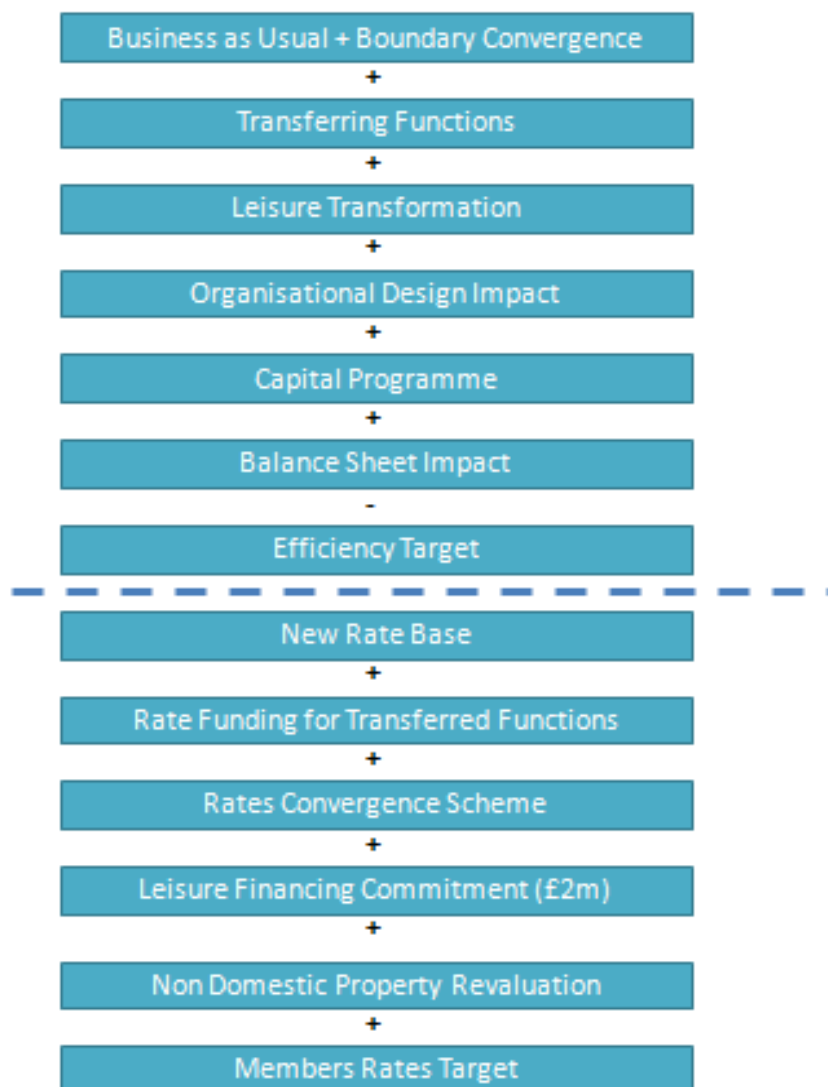 Business as Usual + Boundary Convergence
+
Transferring Functions
+
Leisure Transformation
+
Organisational Design Impact
+
Capital Programme
+
Balance Sheet Impact
-
Efficiency Target
New Rate Base
+
Rate Funding for Transferred Functions
+
Rates Convergence Scheme
+
Leisure Financing Commitment (£2m)
+
Non Domestic Property Revaluation
+
Members Rates Target